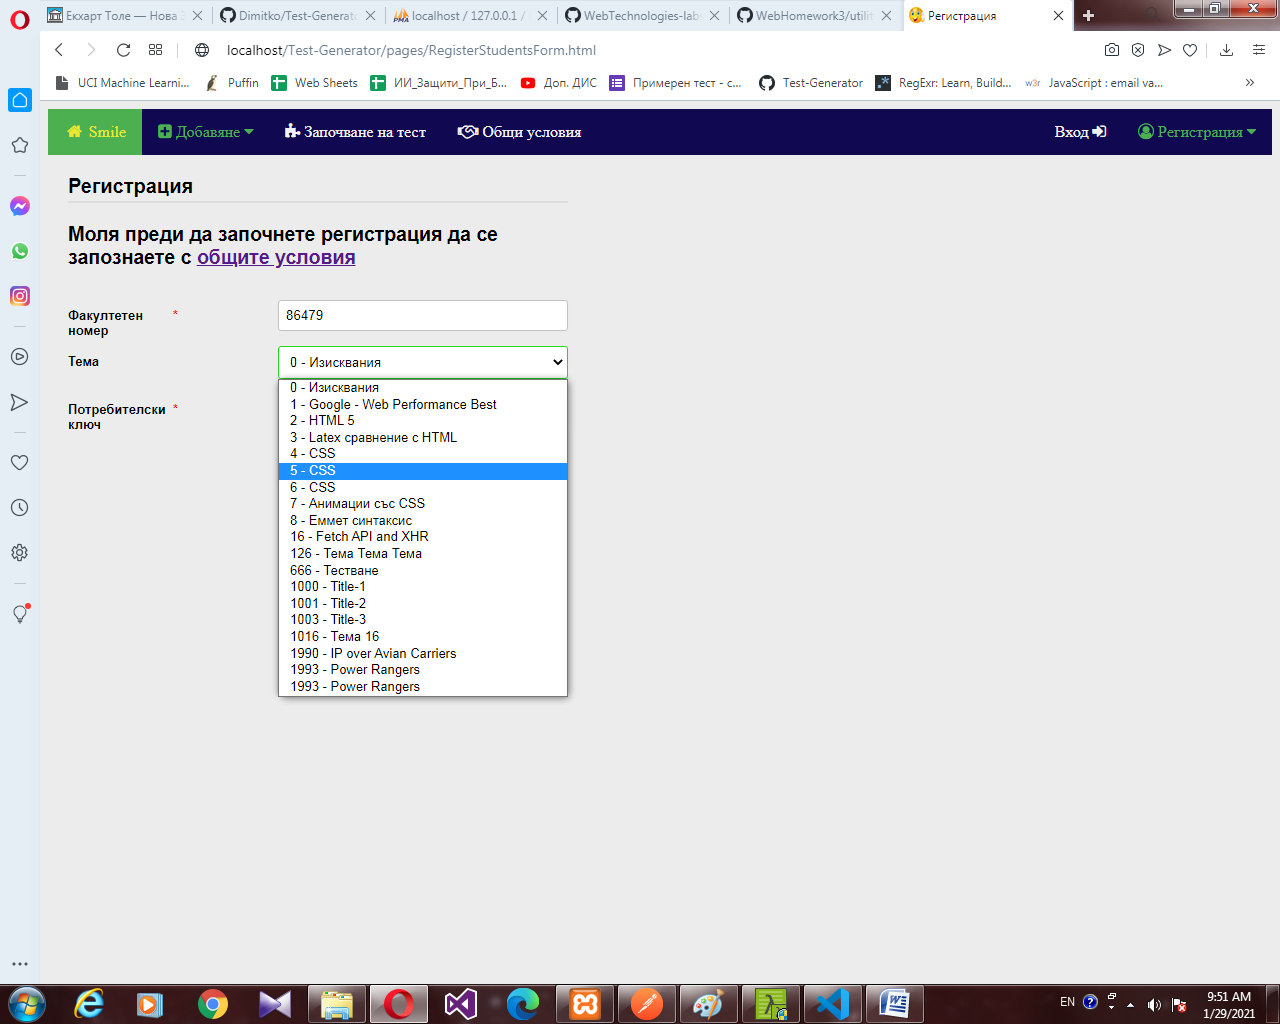 Екхарт Толе — Нова З
Dimitko/Test-Generato
localhost / 127.0.0.1 /
WebTechnologies-lab
WebHomework3/utili
Регистрация
localhost/Test-Generator/pages/RegisterStudentsForm.html
UCI Machine Learni...
Puffin
Web Sheets
ИИ_Защити_При_Б...
Доп. ДИС
Примерен тест - с...
Test-Generator
RegExr: Learn, Build...
w3r
JavaScript : email va...
»
Smile
Добавяне
Започване на тест
Общи условия
Вход
Регистрация
Регистрация
Моля преди да започнете регистрация да се
запознаете с общите условия
Факултетен *
номер
86479
Тема
0 - Изисквания
Потребителски *
ключ
0 - Изисквания
1 - Google - Web Performance Best
2 - HTML 5
3 - Latex сравнение с HTML
4 - CSS
5 - CSS
6 - CSS
7 - Анимации със CSS
8 - Еммет синтаксис
16 - Fetch API and XHR
126 - Тема Тема Тема
666 - Тестване
1000 - Title-1
1001 - Title-2
1003 - Title-3
1016 - Тема 16
1990 - IP over Avian Carriers
1993 - Power Rangers
1993 - Power Rangers
EN
9:51 AM
1/29/2021